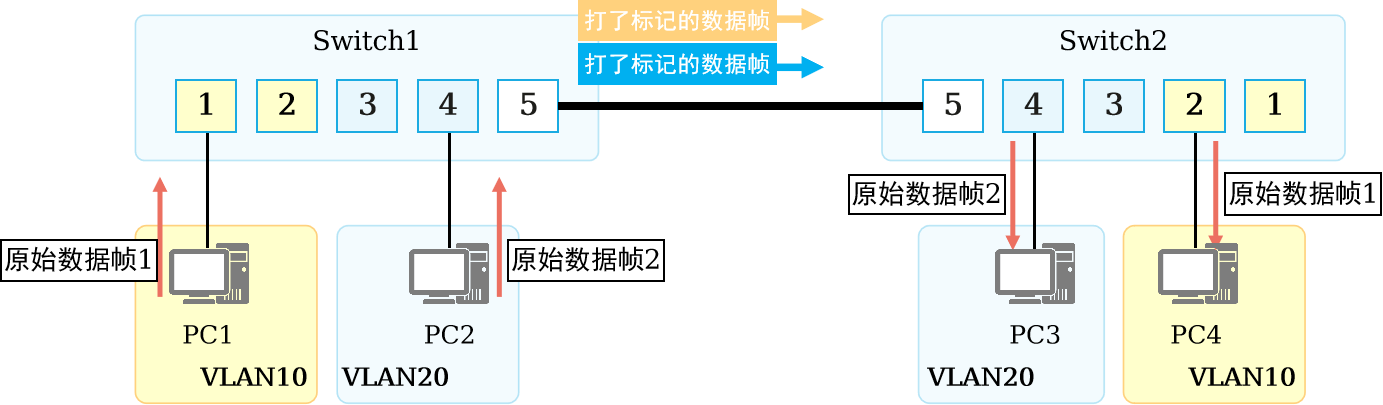 打了标记的数据帧
打了标记的数据帧
Switch1
Switch2
1 2 3 4 5
5 4 3 2 1
原始数据帧2
原始数据帧1
原始数据帧1
原始数据帧2
PC1
PC2
PC3
PC4
VLAN10
VLAN20
VLAN20
VLAN10